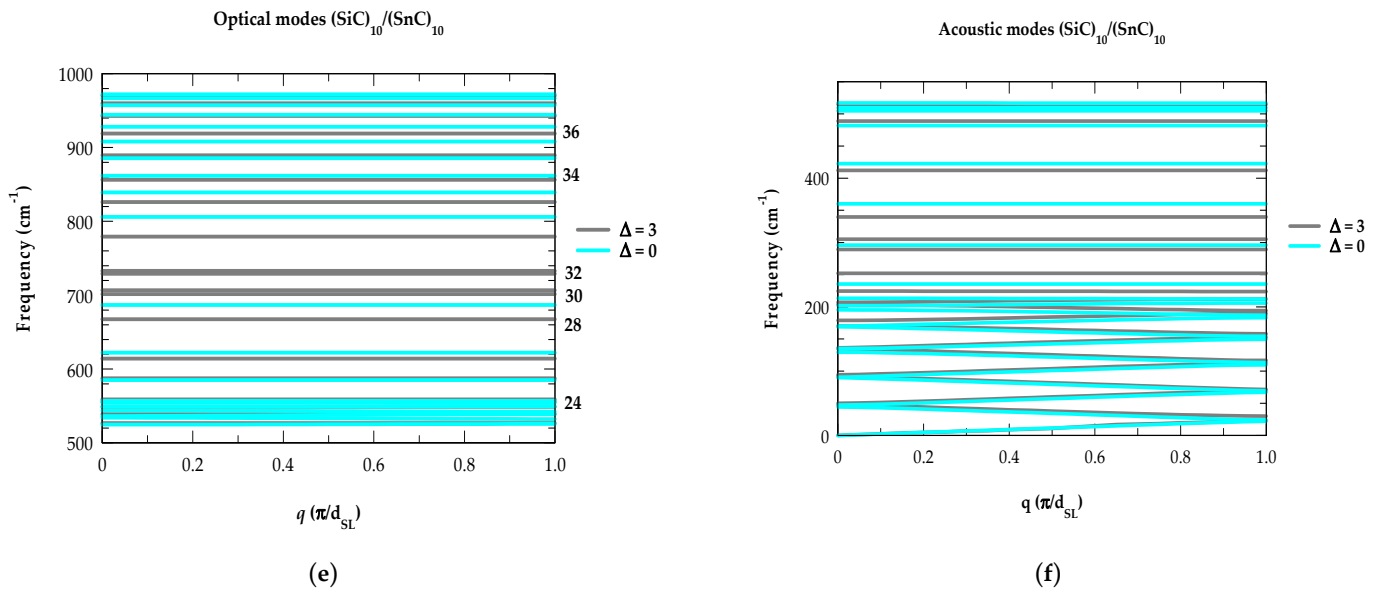 Optical modes (SiC)10/(SnC)10
1000
900
800
700
600
500
Frequency (cm-1)
36
34
32
30
28
24
Δ = 3
Δ = 0
0
0.2
0.4
0.6
0.8
1.0
q (π/dSL)
(e)
Acoustic modes (SiC)10/(SnC)10
400
200
0
Frequency (cm-1)
Δ = 3
Δ = 0
0
0.2
0.4
0.6
0.8
1.0
q (π/dSL)
(f)